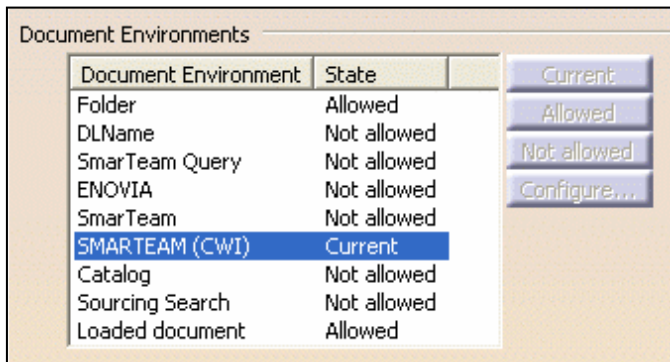 Document Environments
Document Environment State
Folder Allowed
DLName Not allowed
SmarTeam Query Not allowed
ENOVIA Not allowed
SmarTeam Not allowed
SMARTEAM (CWI) Current
Catalog Not allowed
Sourcing Search Not allowed
Loaded document Allowed
Current
Allowed
Not allowed
Configure...